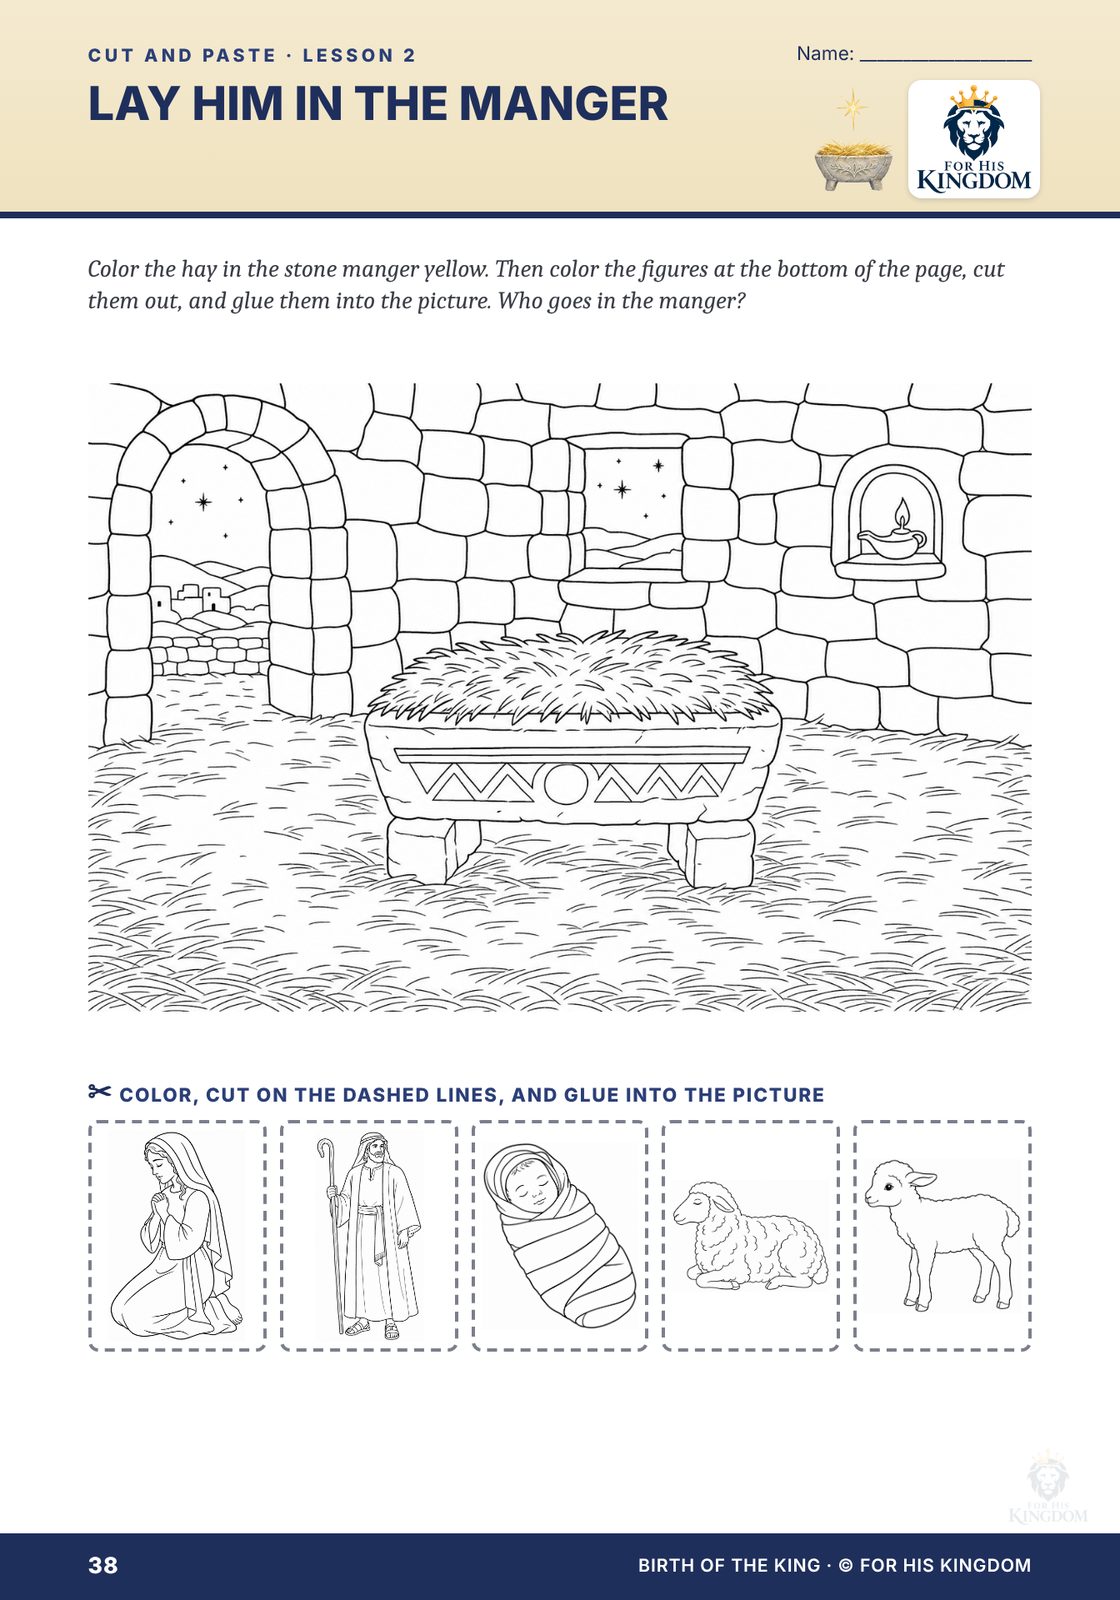 CUT AND PASTE · LESSON 2
Name: ________________
LAY HIM IN THE MANGER
FOR HIS
KINGDOM
Color the hay in the stone manger yellow. Then color the figures at the bottom of the page, cut
them out, and glue them into the picture. Who goes in the manger?
✂ COLOR, CUT ON THE DASHED LINES, AND GLUE INTO THE PICTURE
FOR HIS
KINGDOM
38
BIRTH OF THE KING · © FOR HIS KINGDOM